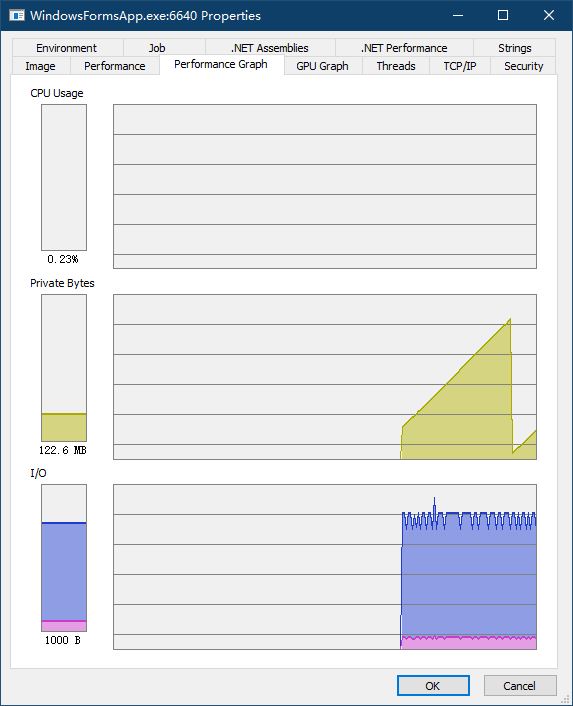 WindowsFormsApp.exe:6640 Properties
Environment Job .NET Assemblies .NET Performance Strings
Image Performance Performance Graph GPU Graph Threads TCP/IP Security
CPU Usage
0.23%
Private Bytes
122.6 MB
I/O
1000 B
OK Cancel